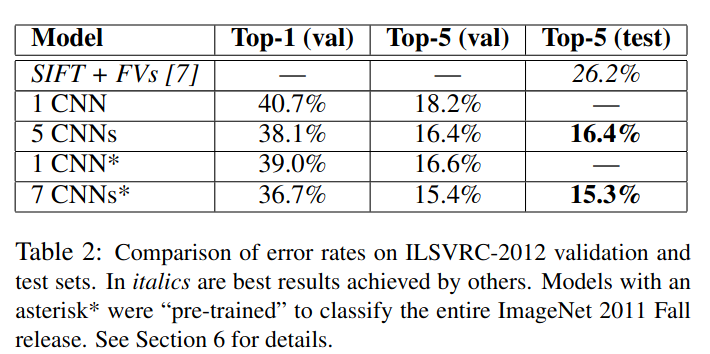 Model Top-1 (val) Top-5 (val) Top-5 (test)
SIFT + FVs [7] — — 26.2%
1 CNN 40.7% 18.2% —
5 CNNs 38.1% 16.4% 16.4%
1 CNN* 39.0% 16.6% —
7 CNNs* 36.7% 15.4% 15.3%
Table 2: Comparison of error rates on ILSVRC-2012 validation and
test sets. In italics are best results achieved by others. Models with an
asterisk* were “pre-trained” to classify the entire ImageNet 2011 Fall
release. See Section 6 for details.